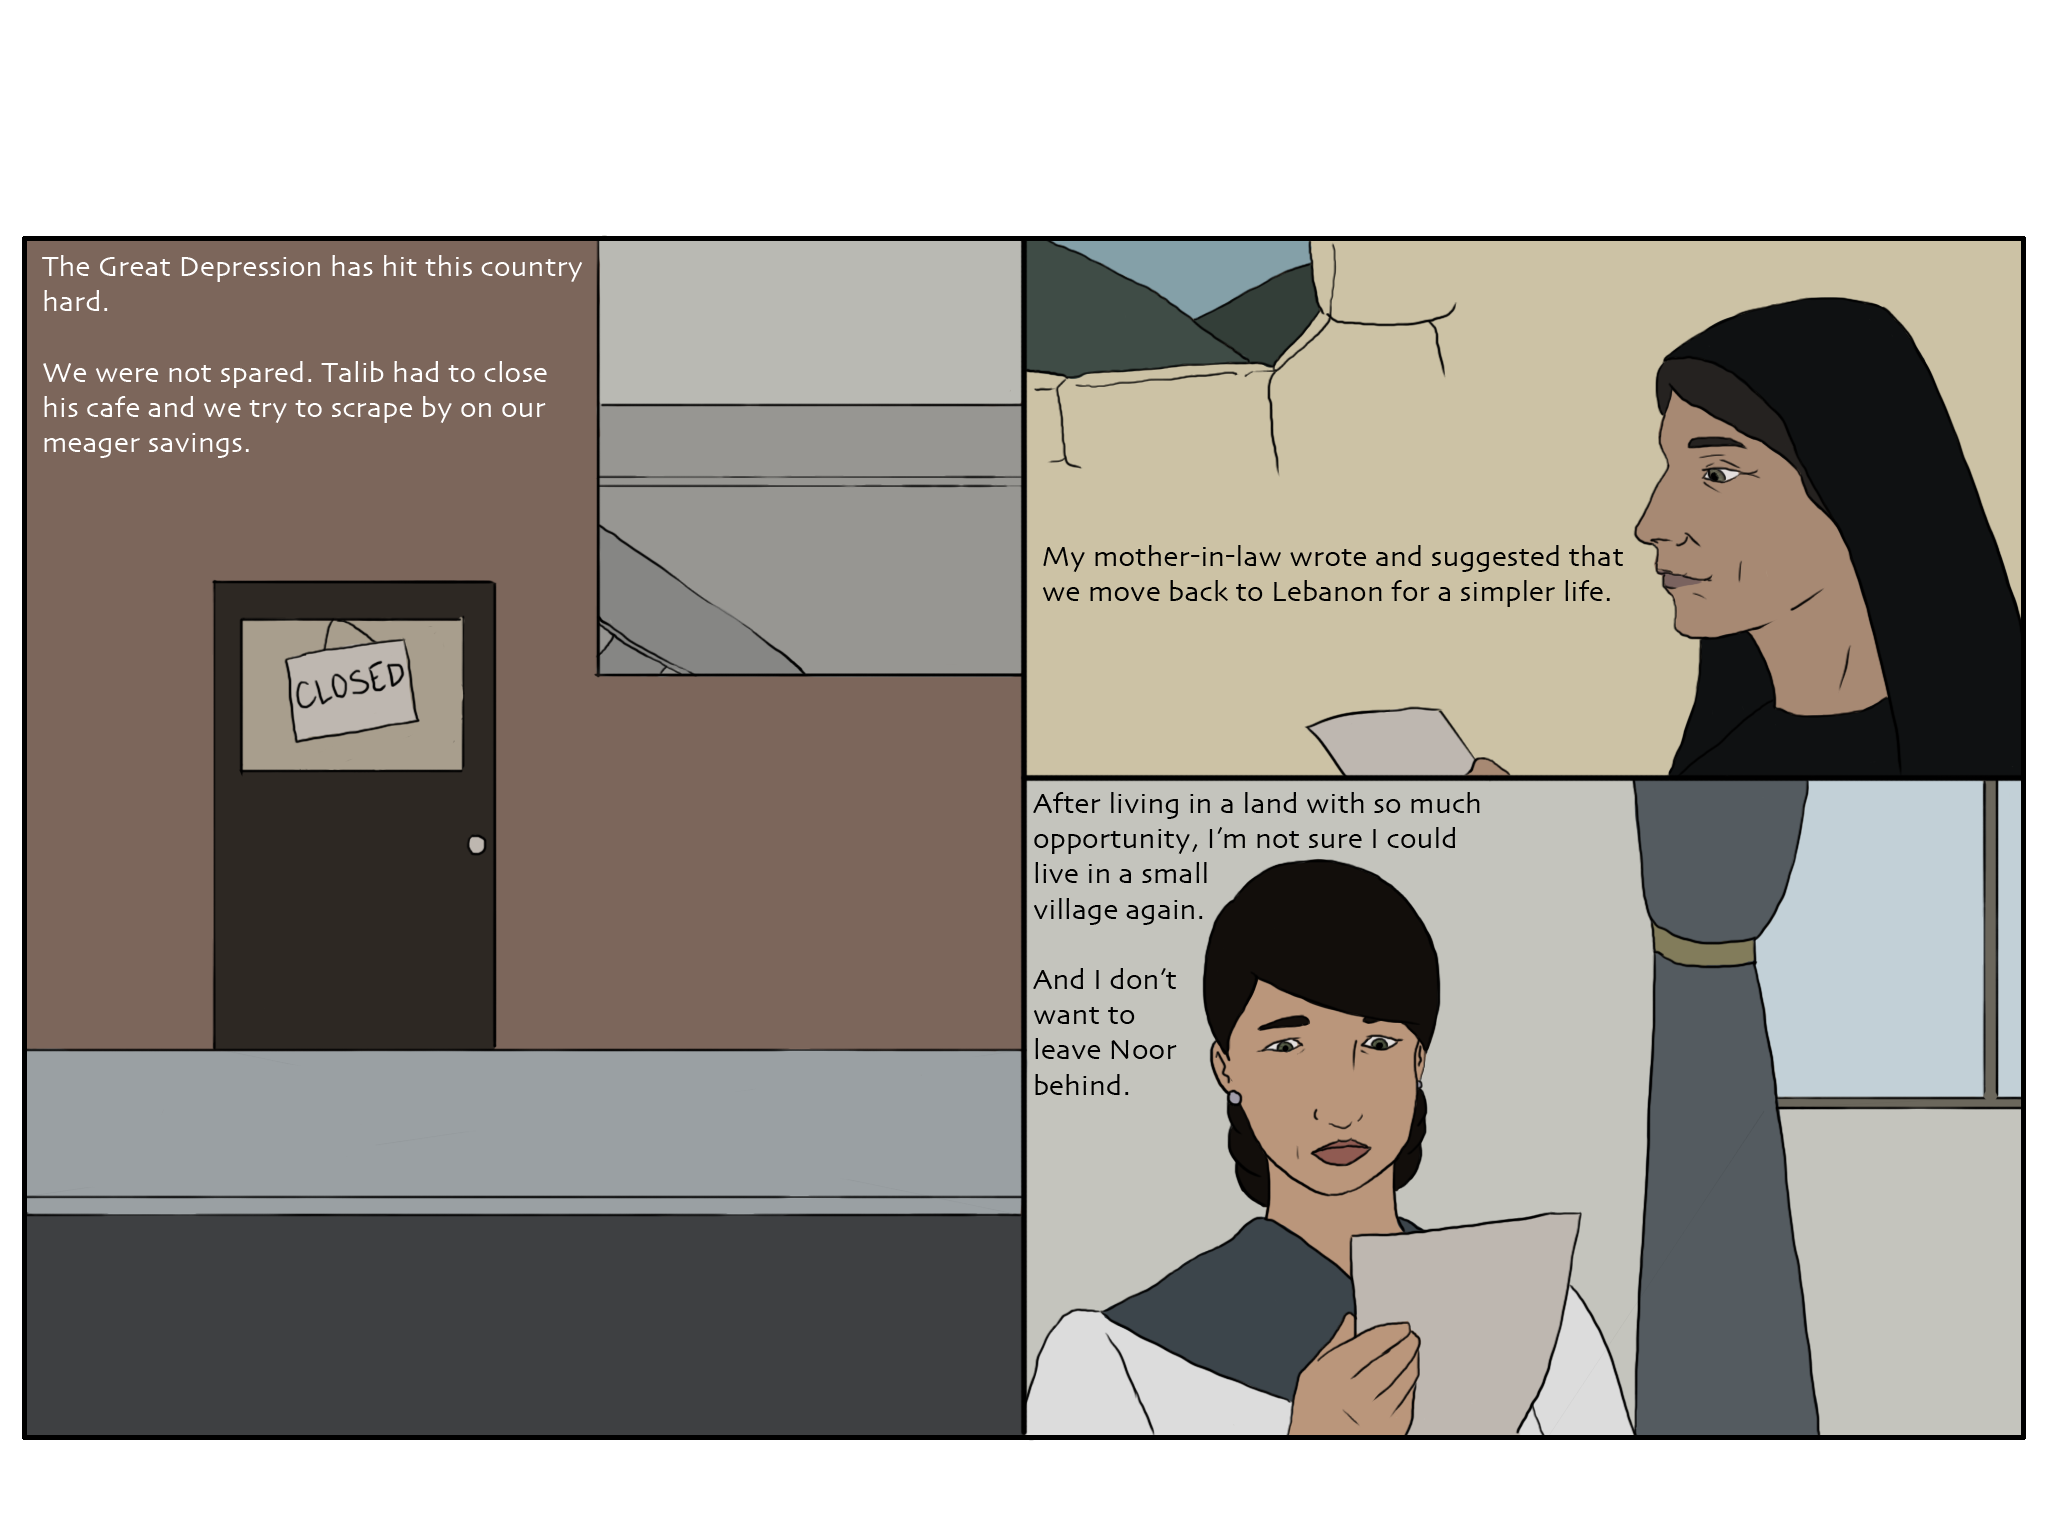 The Great Depression has hit this country
hard.
We were not spared. Talib had to close
his cafe and we try to scrape by on our
meager savings.
CLOSED
My mother-in-law wrote and suggested that
we move back to Lebanon for a simpler life.
After living in a land with so much
opportunity, I'm not sure I could
live in a small
village again.
And I don't
want to
leave Noor
behind.